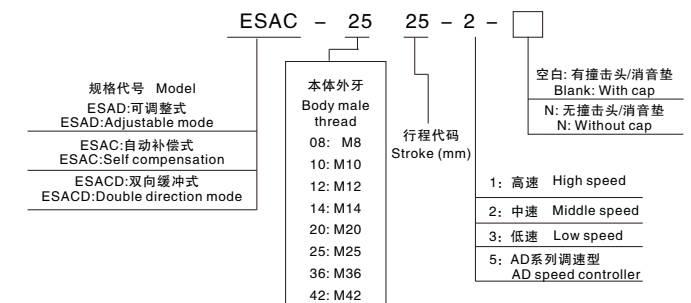 ESAC – 25 25 – 2 –
规格代号 Model
ESAD:可调整式
ESAD:Adjustable mode
ESAC:自动补偿式
ESAC:Self compensation
ESACD:双向缓冲式
ESACD:Double direction mode
本体外牙
Body male
thread
08: M8
10: M10
12: M12
14: M14
20: M20
25: M25
36: M36
42: M42
行程代码
Stroke (mm)
空白: 有撞击头/消音垫
Blank: With cap
N: 无撞击头/消音垫
N: Without cap
1: 高速 High speed
2: 中速 Middle speed
3: 低速 Low speed
5: AD系列调速型
AD speed controller